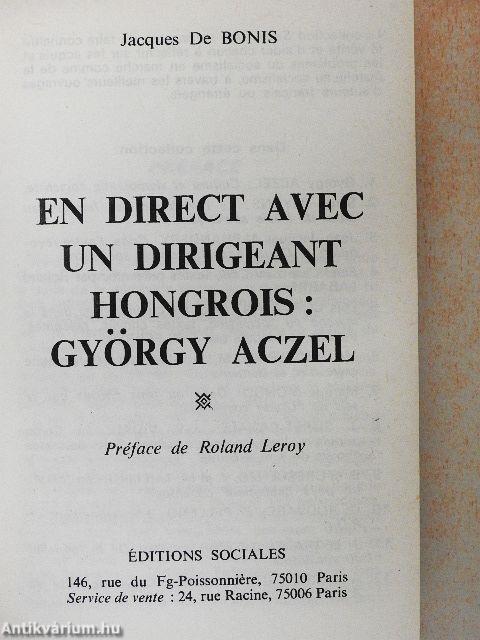 Jacques De BONIS
EN DIRECT AVEC
UN DIRIGEANT
HONGROIS :
GYÖRGY ACZEL
Préface de Roland Leroy
ÉDITIONS SOCIALES
146, rue du Fg-Poissonnière, 75010 Paris
Service de vente : 24, rue Racine, 75006 Paris
Antikvárium.hu